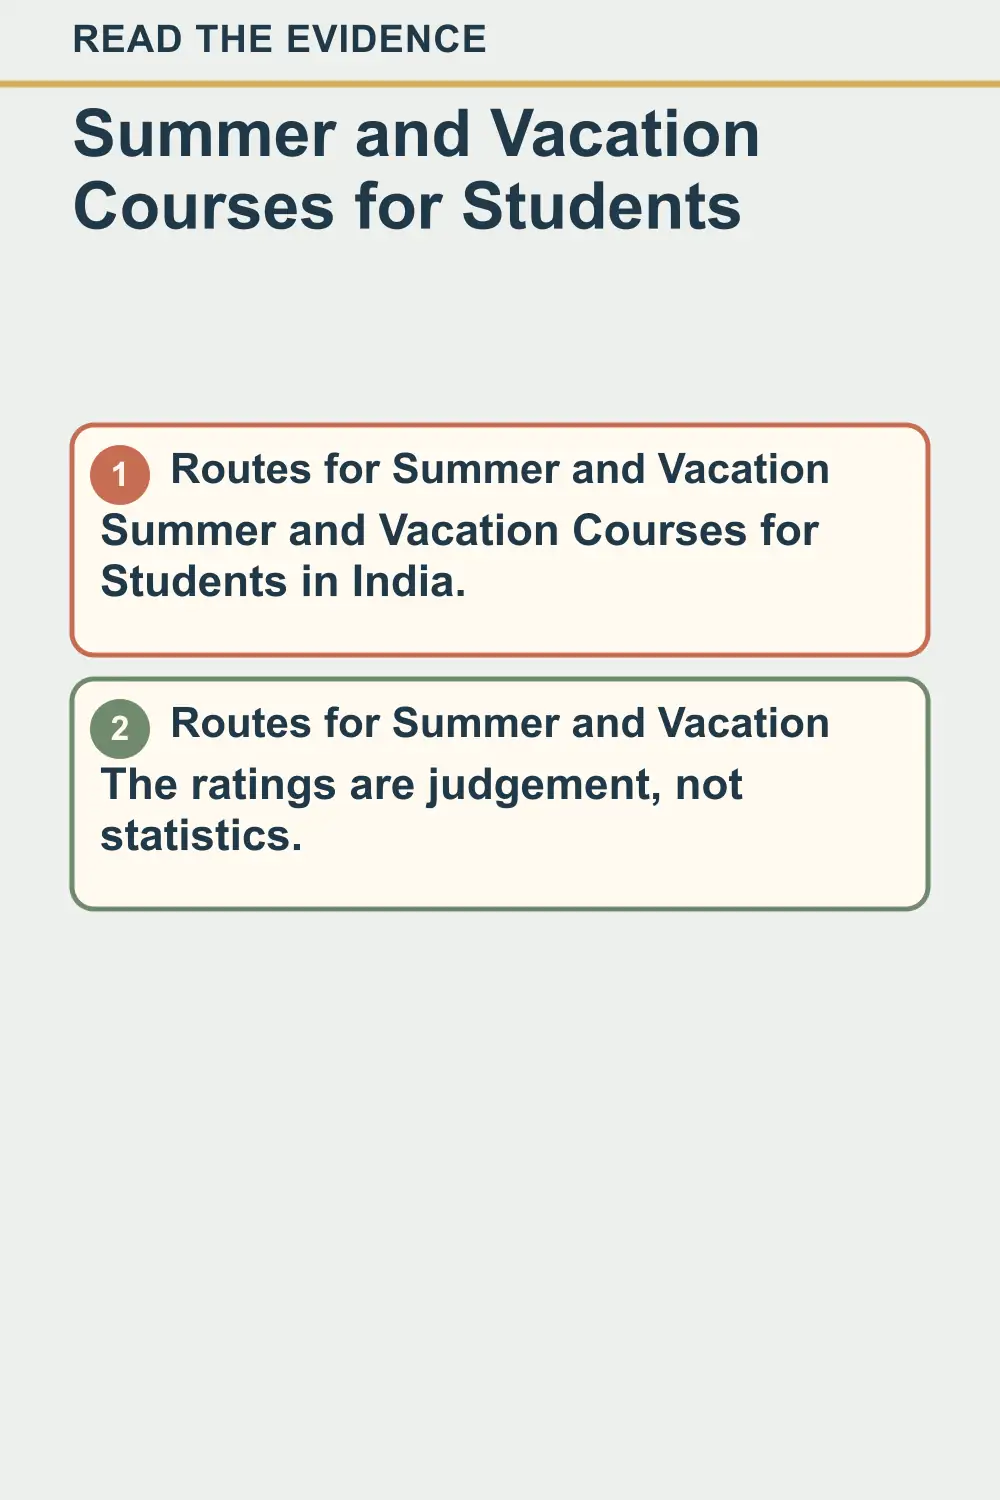 READ THE EVIDENCE
Summer and Vacation
Courses for Students
1 Routes for Summer and Vacation
Summer and Vacation Courses for
Students in India.
2 Routes for Summer and Vacation
The ratings are judgement, not
statistics.